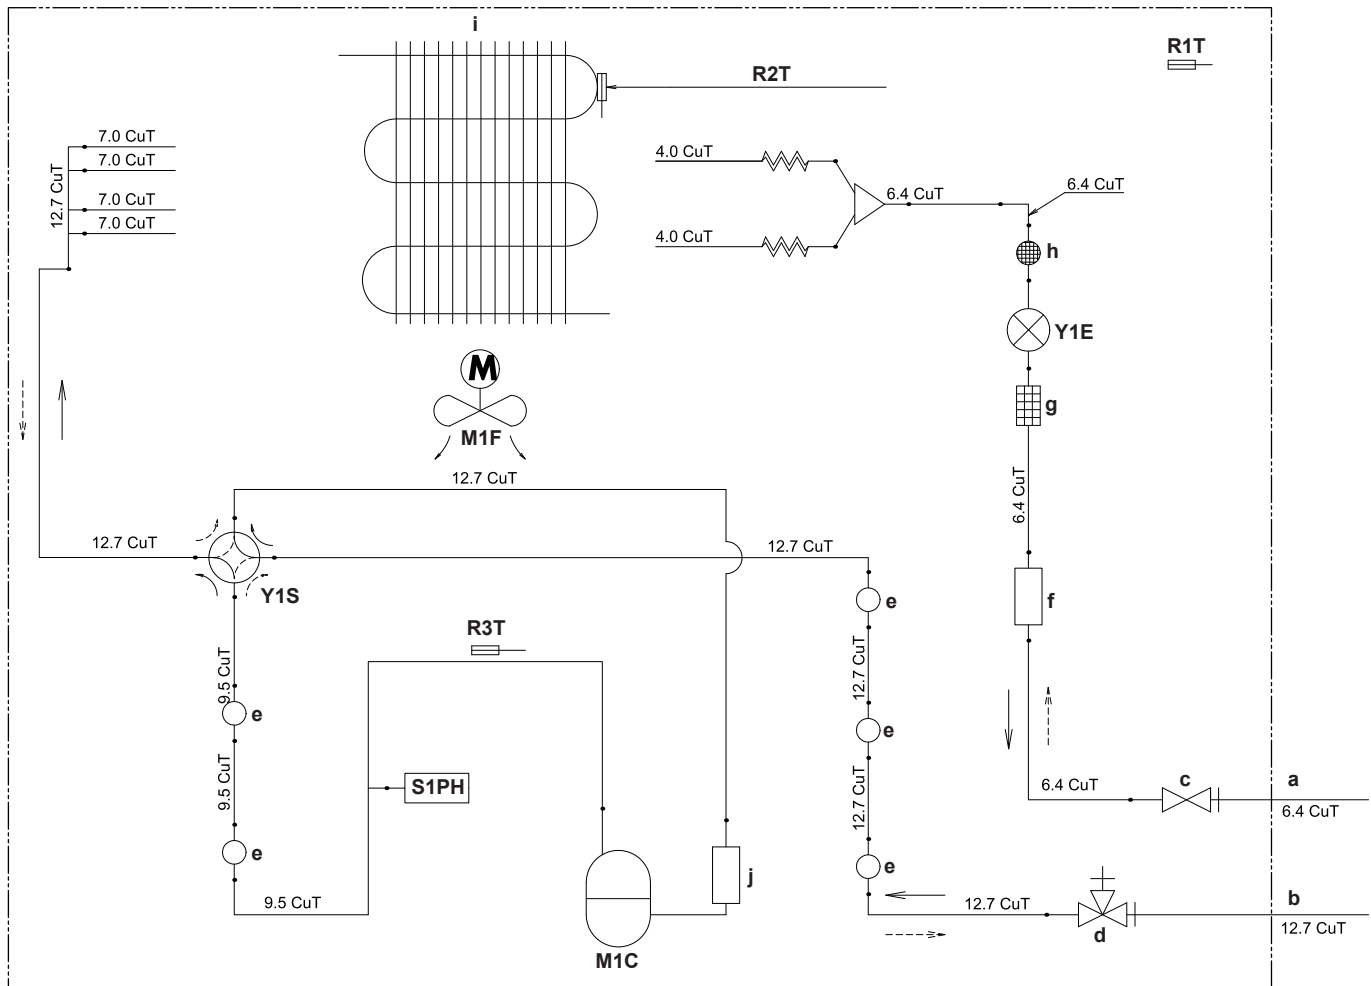 i
R1T
R2T
7.0 CuT
7.0 CuT
7.0 CuT
7.0 CuT
12.7 CuT
4.0 CuT
4.0 CuT
6.4 CuT
6.4 CuT
h
Y1E
g
M
M1F
6.4 CuT
12.7 CuT
12.7 CuT
12.7 CuT
Y1S
f
e
R3T
9.5 CuT
12.7 CuT
e
e
9.5 CuT
S1PH
12.7 CuT
6.4 CuT
c
a
6.4 CuT
e
e
j
9.5 CuT
12.7 CuT
b
12.7 CuT
d
M1C